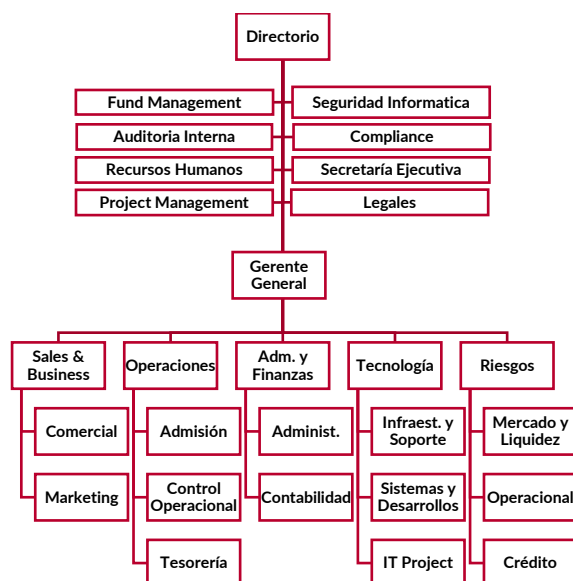 Directorio
Fund Management
Seguridad Informatica
Auditoria Interna
Compliance
Recursos Humanos
Secretaría Ejecutiva
Project Management
Legales
Gerente
General
Sales &
Business
Operaciones
Adm. y
Finanzas
Tecnología
Riesgos
Comercial
Admisión
Administ.
Infraest. y
Soporte
Mercado y
Liquidez
Marketing
Control
Operacional
Contabilidad
Sistemas y
Desarrollos
Operacional
Tesorería
IT Project
Crédito